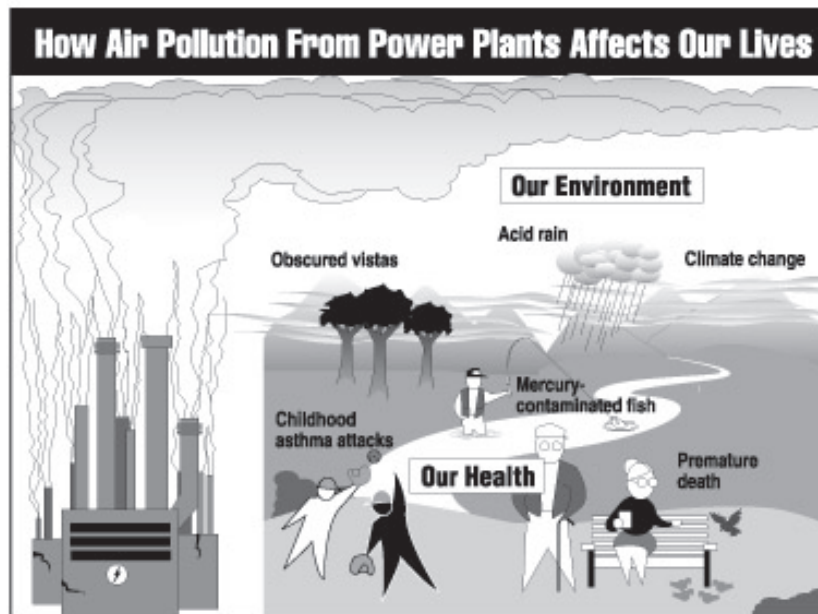 How Air Pollution From Power Plants Affects Our Lives
Our Environment
Acid rain
Obscured vistas
Climate change
Mercury-
contaminated fish
Childhood
asthma attacks
Our Health
Premature
death